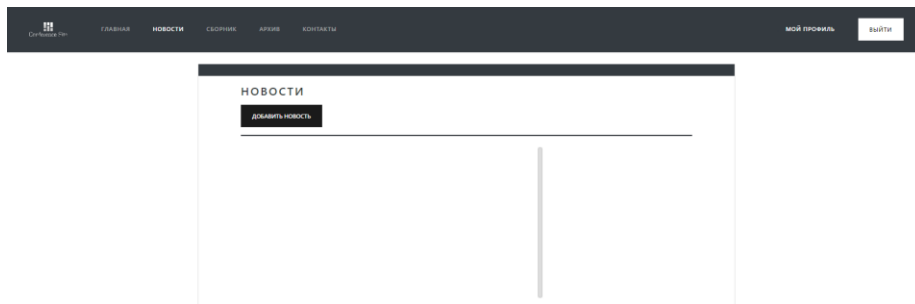 ГЛАВНАЯ НОВОСТИ СБОРНИК АРХИВ КОНТАКТЫ МОЙ ПРОФИЛЬ ВЫЙТИ
НОВОСТИ
ДОБАВИТЬ НОВОСТЬ